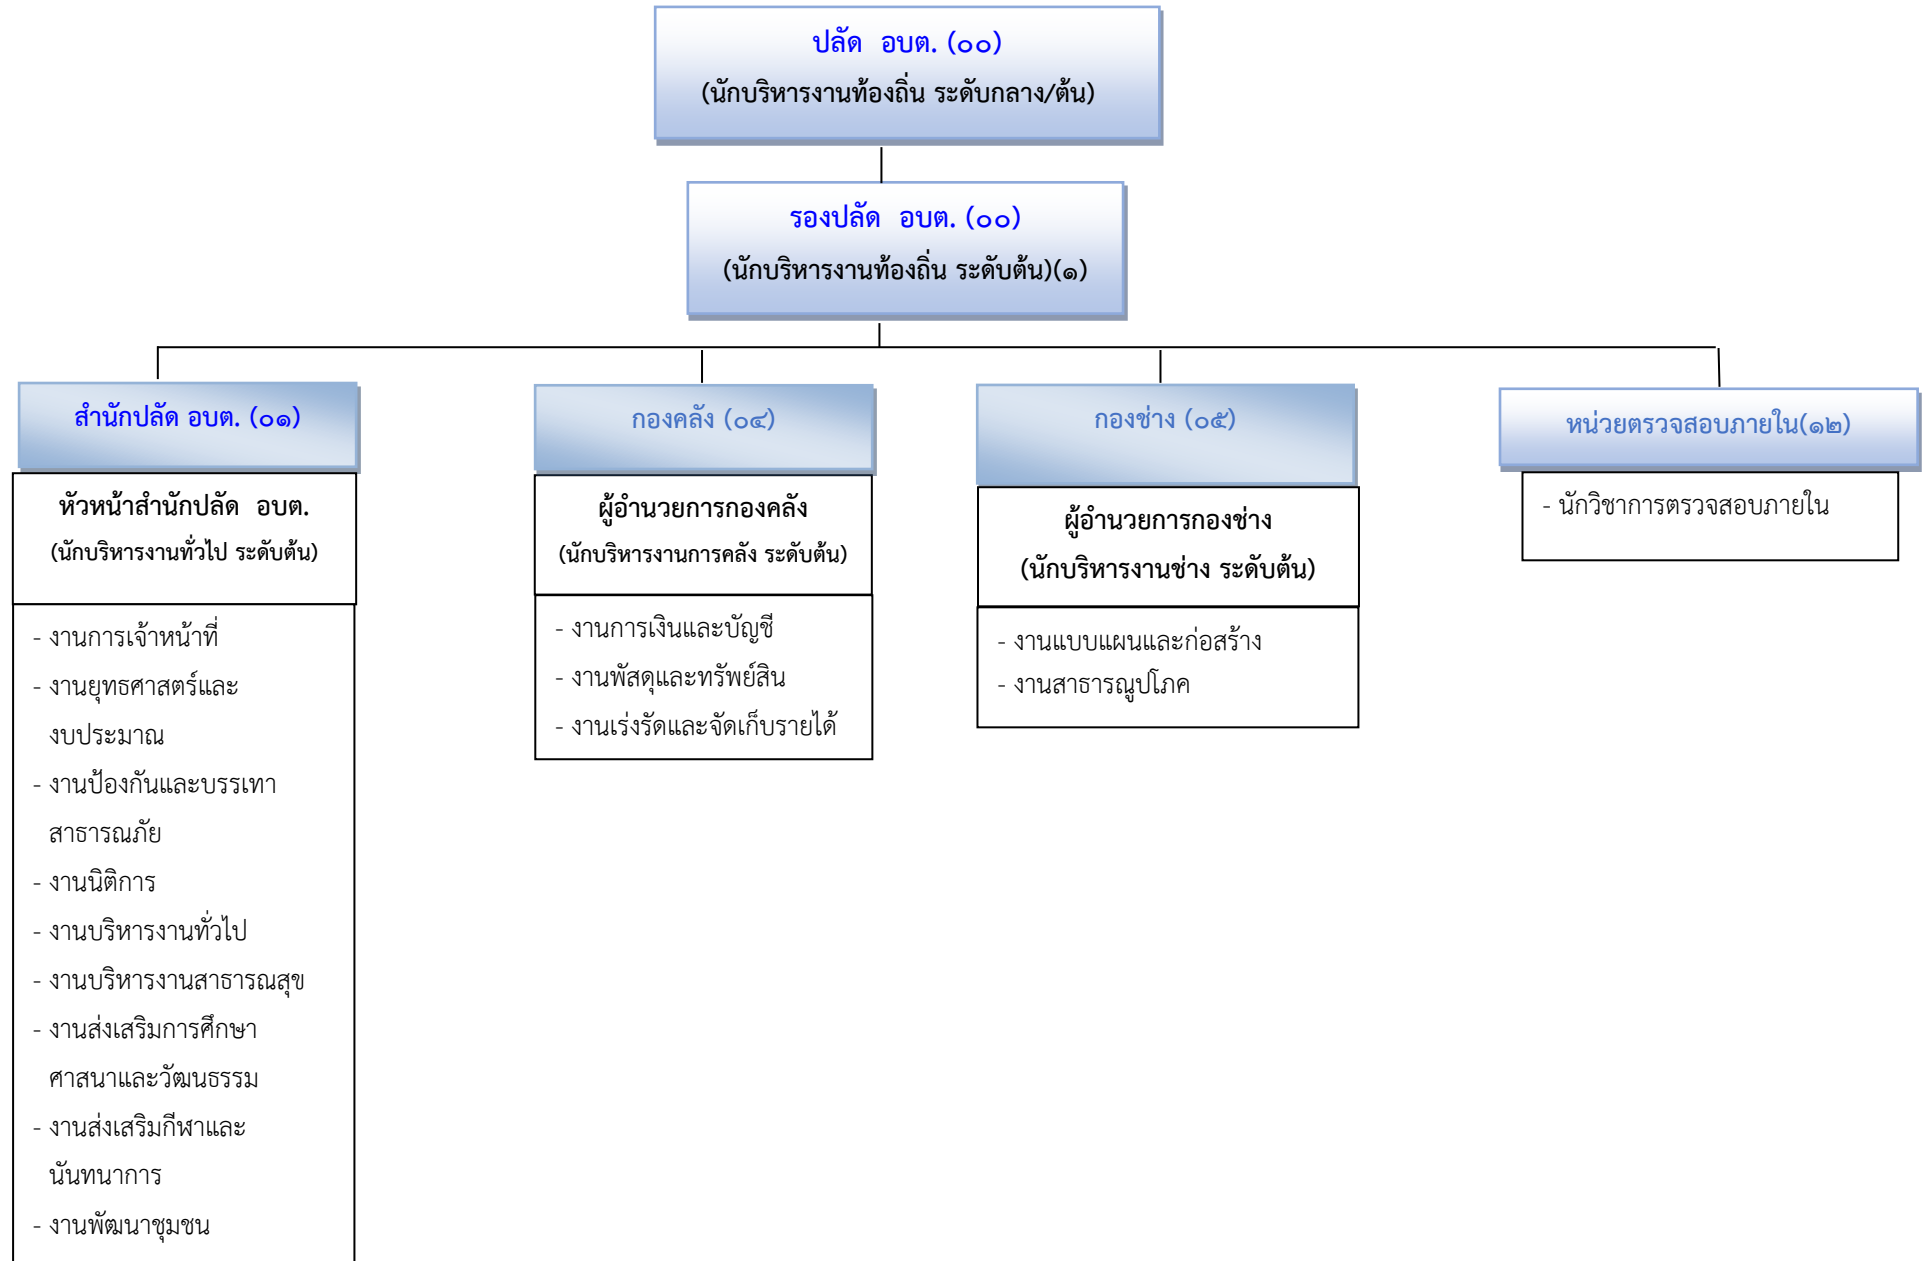 ปลัด  อบต. (๐๐)
(นักบริหารงานท้องถิ่น ระดับกลาง/ต้น)
รองปลัด  อบต. (๐๐)
(นักบริหารงานท้องถิ่น ระดับต้น)(๑)
สำนักปลัด อบต. (๐๑)
หัวหน้าสำนักปลัด  อบต.
(นักบริหารงานทั่วไป ระดับต้น)
- งานการเจ้าหน้าที่
- งานยุทธศาสตร์และ
งบประมาณ
- งานป้องกันและบรรเทา
สาธารณภัย
- งานนิติการ
- งานบริหารงานทั่วไป
- งานบริหารงานสาธารณสุข
- งานส่งเสริมการศึกษา
ศาสนาและวัฒนธรรม
- งานส่งเสริมกีฬาและ
นันทนาการ
- งานพัฒนาชุมชน
กองคลัง (๐๔)
ผู้อำนวยการกองคลัง
(นักบริหารงานการคลัง ระดับต้น)
- งานการเงินและบัญชี
- งานพัสดุและทรัพย์สิน
- งานเร่งรัดและจัดเก็บรายได้
กองช่าง (๐๕)
ผู้อำนวยการกองช่าง
(นักบริหารงานช่าง ระดับต้น)
- งานแบบแผนและก่อสร้าง
- งานสาธารณูปโภค
หน่วยตรวจสอบภายใน(๑๒)
- นักวิชาการตรวจสอบภายใน